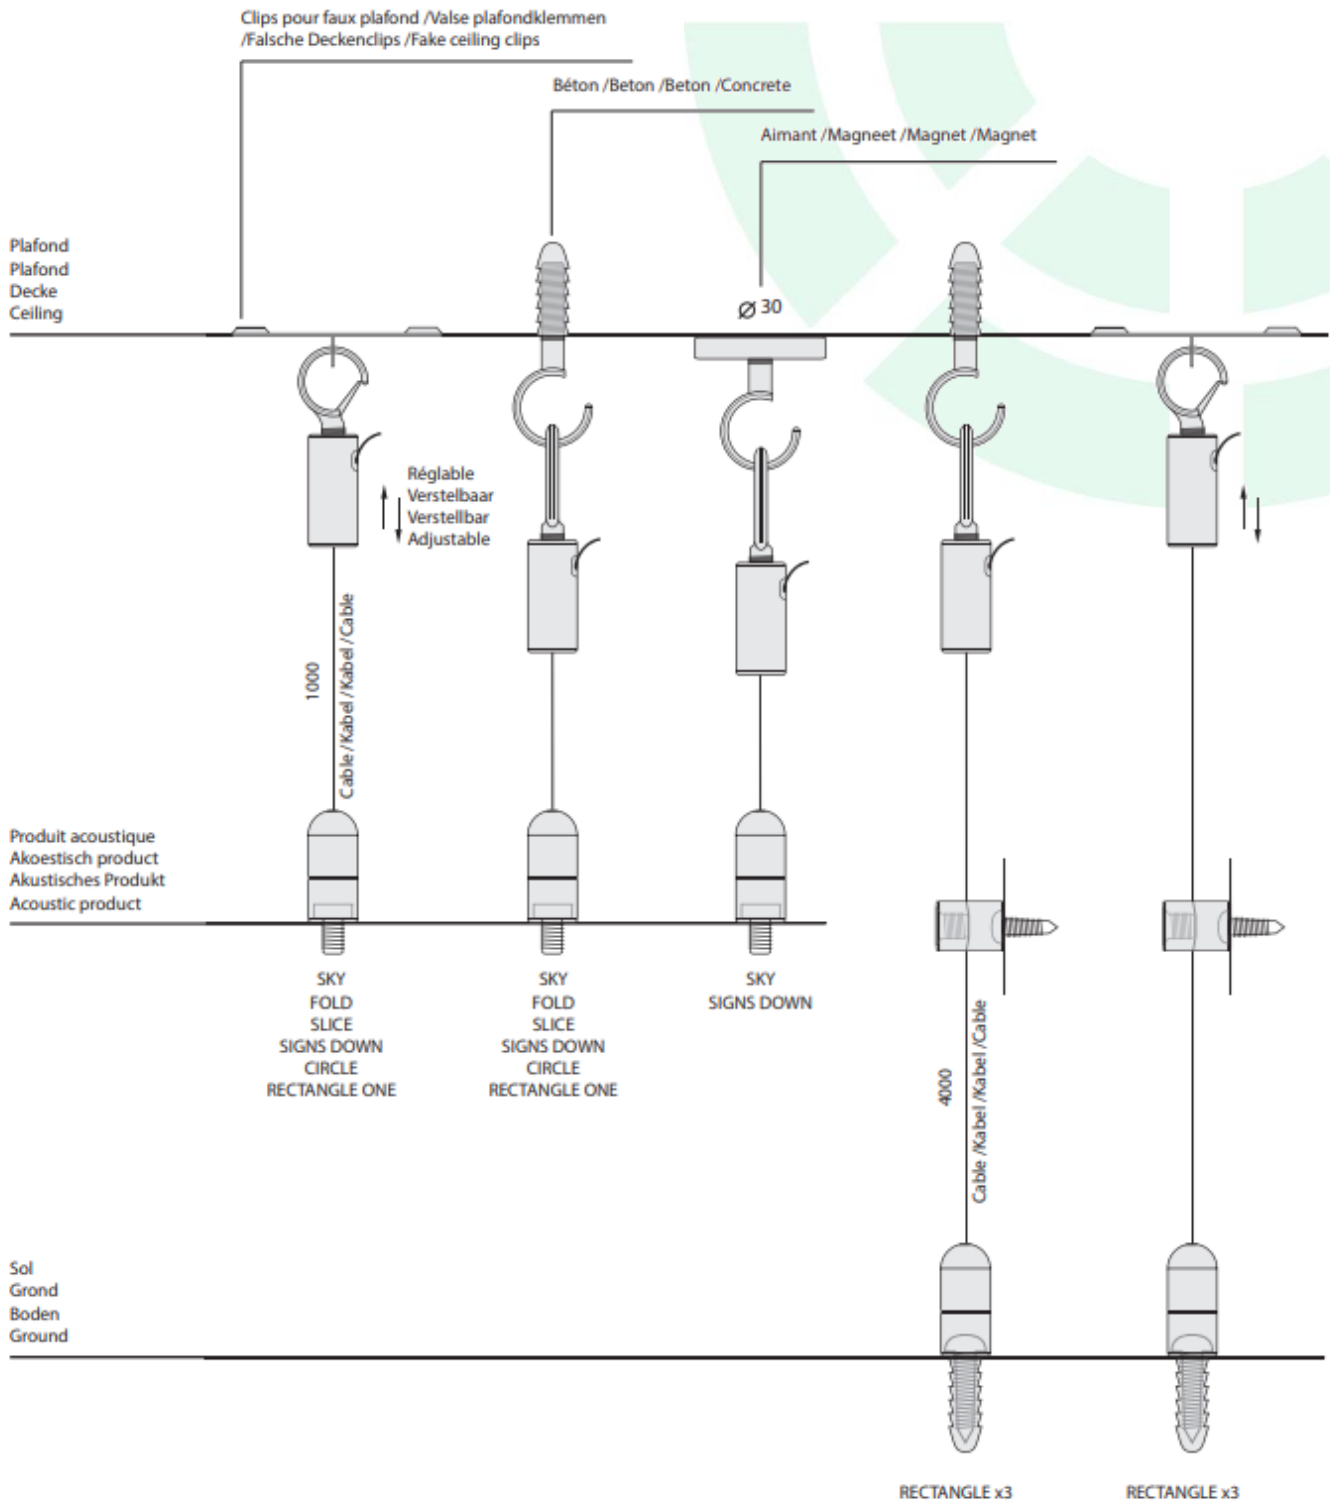 Clips pour faux plafond /Valse plafondklemmen
/Falsche Deckenclips /Fake ceiling clips
Béton /Beton /Beton /Concrete
Aimant /Magneet /Magnet /Magnet
Plafond
Plafond
Decke
Ceiling
Ø 30
Réglable
Verstelbaar
Verstellbar
Adjustable
1000
Cable /Kabel /Kabel /Cable
Produit acoustique
Akoestisch product
Akustisches Produkt
Acoustic product
SKY
FOLD
SLICE
SIGNS DOWN
CIRCLE
RECTANGLE ONE
SKY
FOLD
SLICE
SIGNS DOWN
CIRCLE
RECTANGLE ONE
SKY
SIGNS DOWN
4000
Cable /Kabel /Kabel /Cable
Sol
Grond
Boden
Ground
RECTANGLE x3
RECTANGLE x3